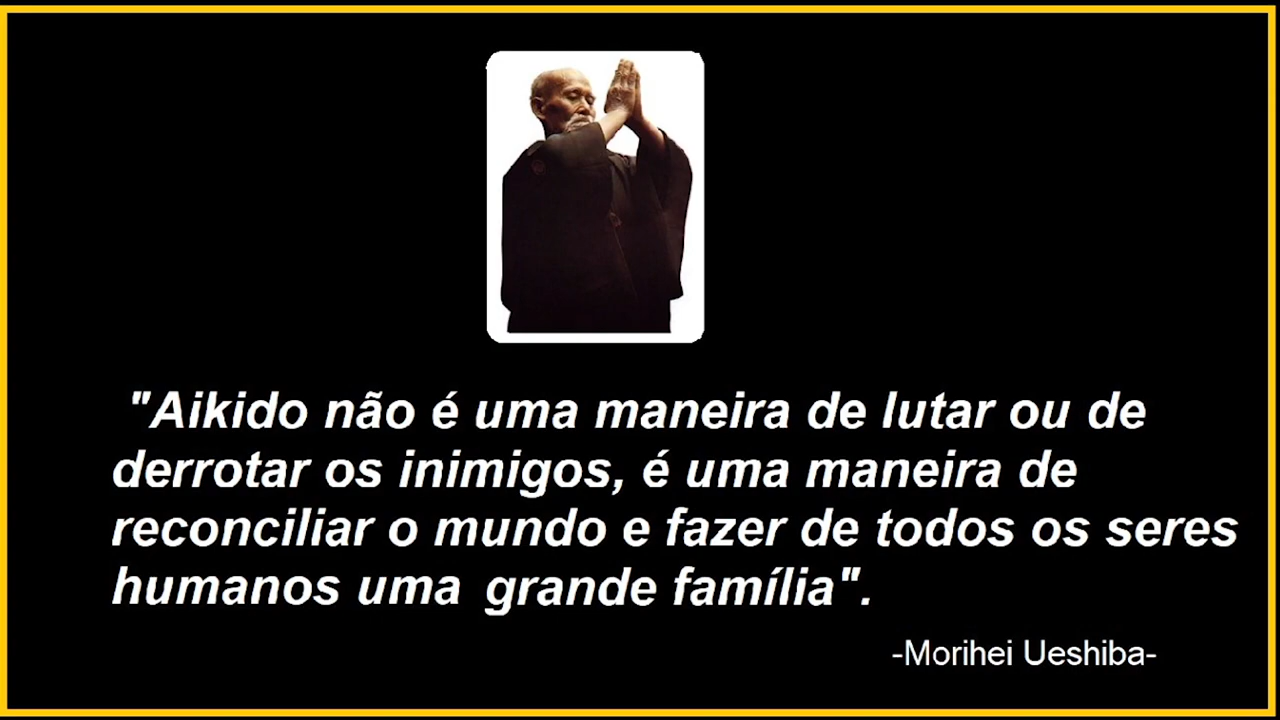 "Aikido não é uma maneira de lutar ou de
derrotar os inimigos, é uma maneira de
reconciliar o mundo e fazer de todos os seres
humanos uma grande família".
-Morihei Ueshiba-